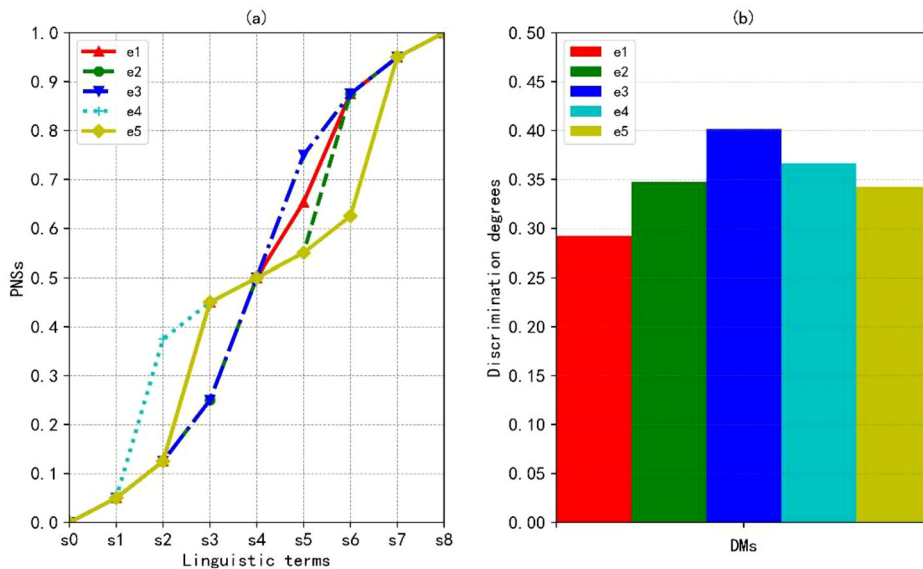 (a)
e1
e2
e3
e4
e5
1.0
0.9
0.8
0.7
0.6
0.5
0.4
0.3
0.2
0.1
0.0
PNSs
s0 s1 s2 s3 s4 s5 s6 s7 s8
Linguistic terms
(b)
e1
e2
e3
e4
e5
0.50
0.45
0.40
0.35
0.30
0.25
0.20
0.15
0.10
0.05
0.00
Discrimination degrees
DMs